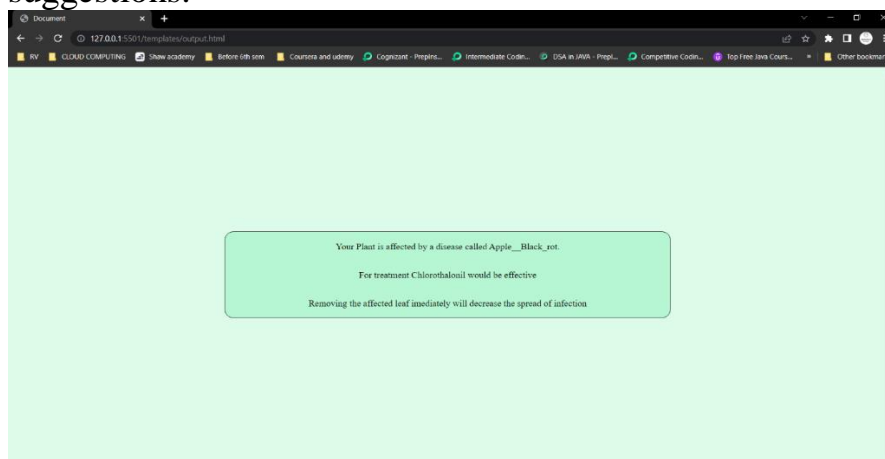 suggestions.
Document
127.0.0.1:5501/templates/output.html
RV CLOUD COMPUTING Shaw academy Before 6th sem Coursera and udemy Cognizant - PrepIns... Intermediate Codin... DSA in JAVA - PrepI... Competitive Codin... Top Free Java Cours... » Other bookmar
Your Plant is affected by a disease called Apple__Black_rot.
For treatment Chlorothalonil would be effective
Removing the affected leaf imediately will decrease the spread of infection